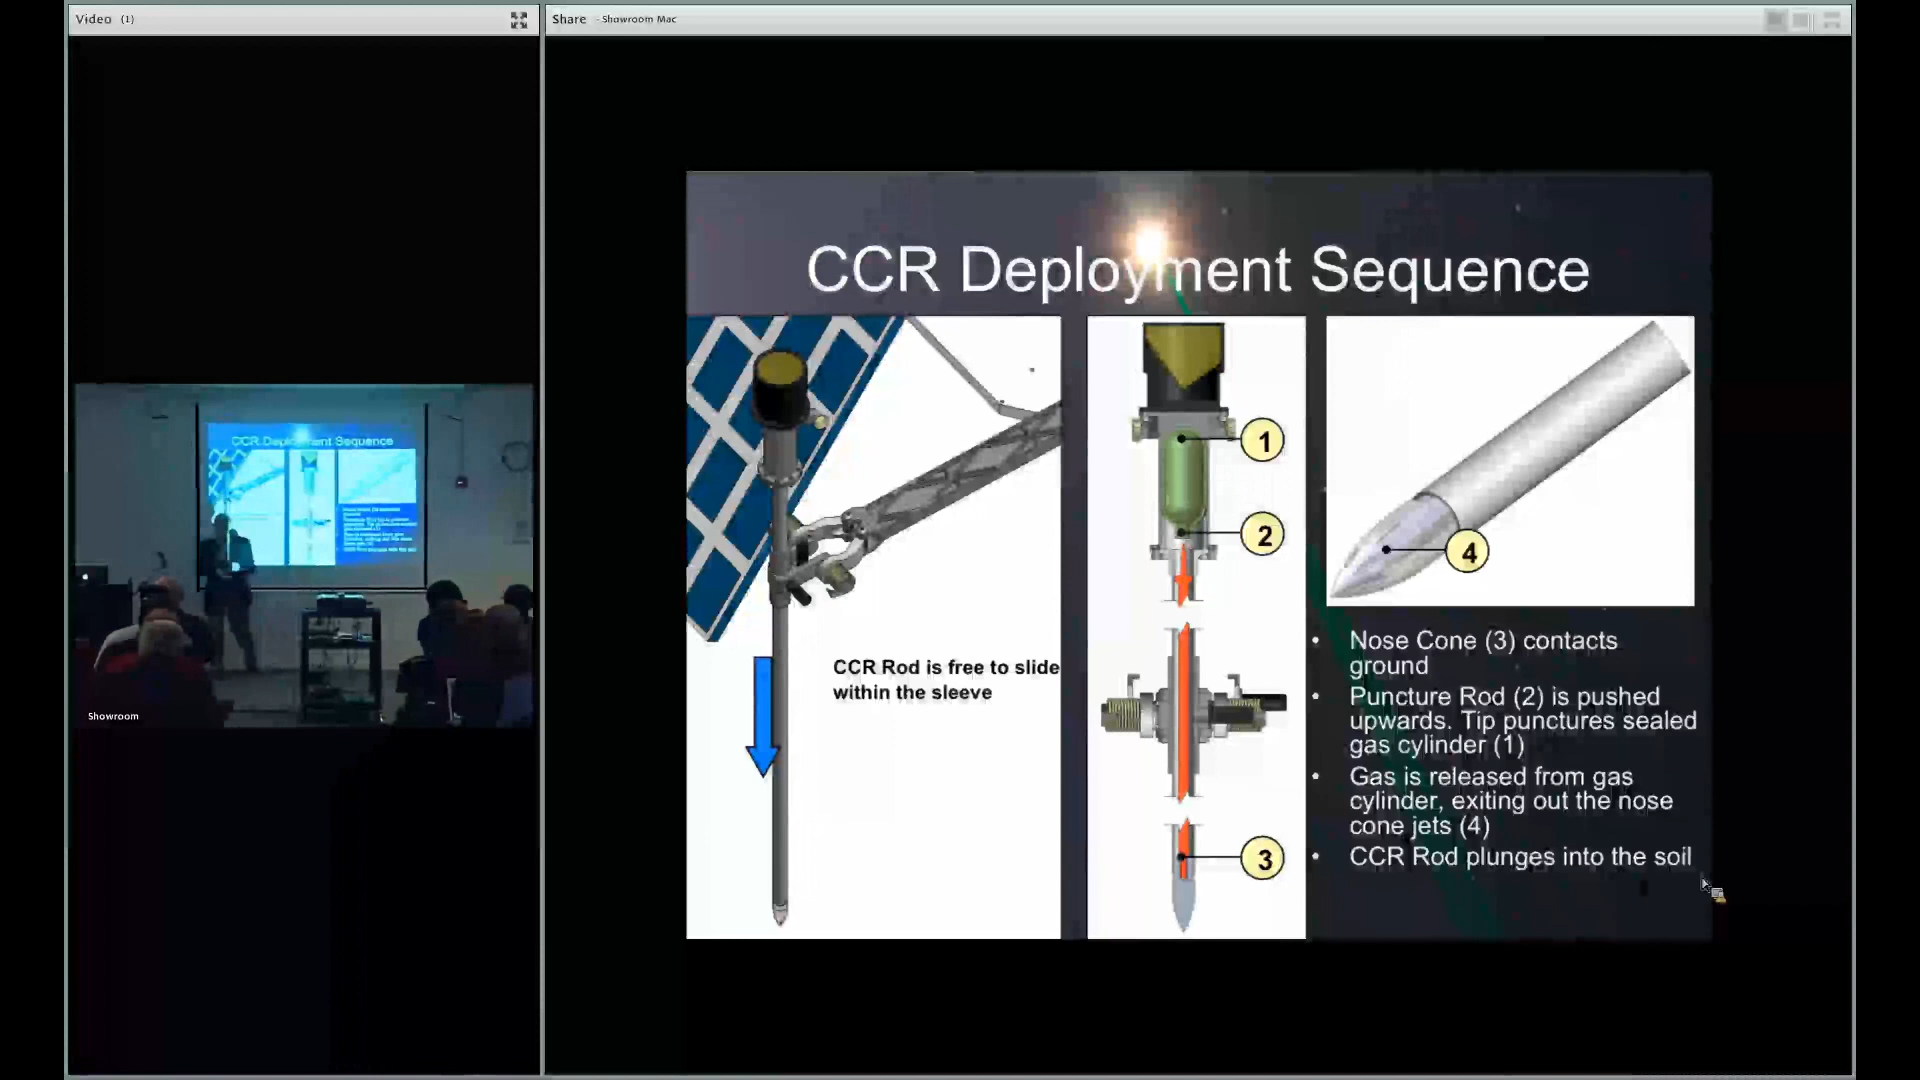 Video (1)
Share - Showroom Mac
CCR Deployment Sequence
CCR Deployment Sequence
Showroom
CCR Rod is free to slide
within the sleeve
1
2
3
4
• Nose Cone (3) contacts
ground
• Puncture Rod (2) is pushed
upwards. Tip punctures sealed
gas cylinder (1)
• Gas is released from gas
cylinder, exiting out the nose
cone jets (4)
• CCR Rod plunges into the soil